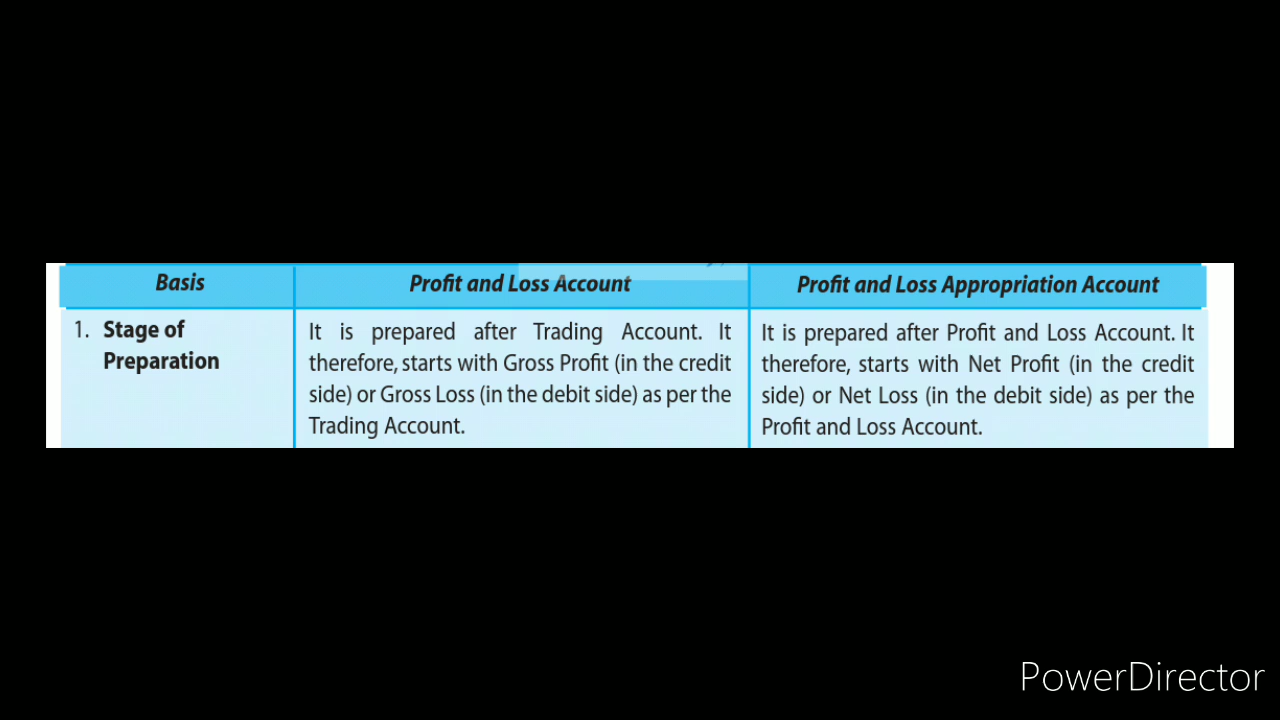 Basis
Profit and Loss Account
Profit and Loss Appropriation Account
1. Stage of
Preparation
It is prepared after Trading Account. It
therefore, starts with Gross Profit (in the credit
side) or Gross Loss (in the debit side) as per the
Trading Account.
It is prepared after Profit and Loss Account. It
therefore, starts with Net Profit (in the credit
side) or Net Loss (in the debit side) as per the
Profit and Loss Account.
PowerDirector